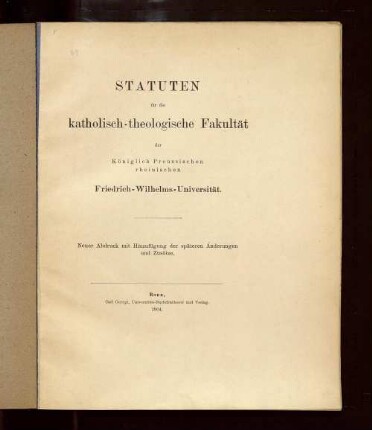 STATUTEN
für die
katholisch-theologische Fakultät
der
Königlich Preussischen
rheinischen
Friedrich-Wilhelms-Universität.
Neuer Abdruck mit Hinzufügung der späteren Änderungen
und Zusätze.
Bonn,
Carl Georgi, Universitäts-Buchdruckerei und Verlag.